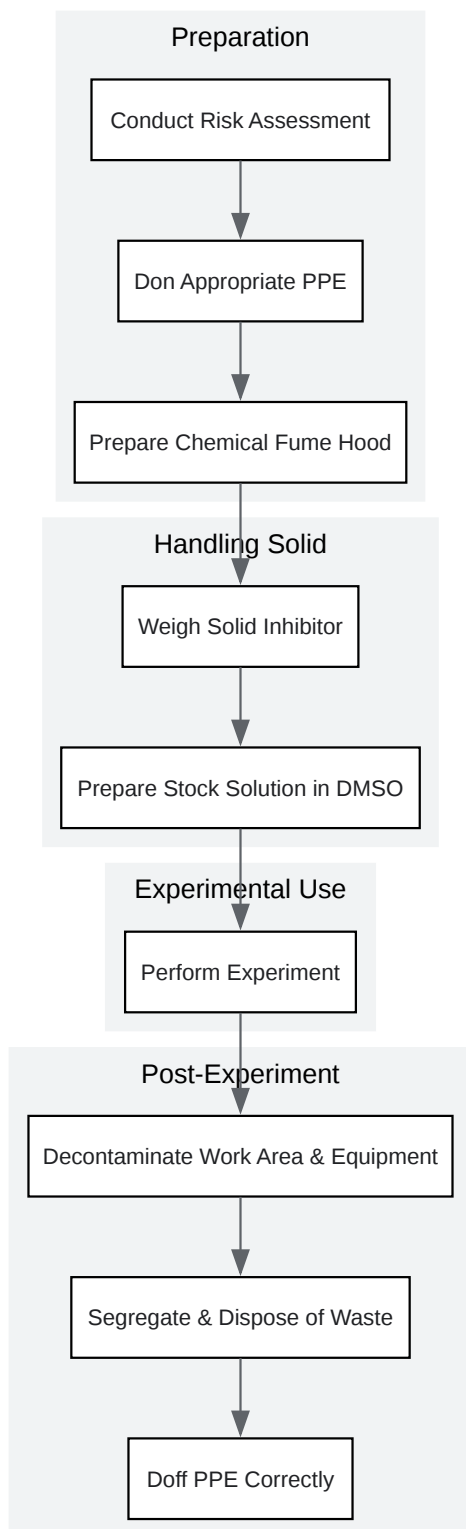 Preparation
Conduct Risk Assessment
Don Appropriate PPE
Prepare Chemical Fume Hood
Handling Solid
Weigh Solid Inhibitor
Prepare Stock Solution in DMSO
Experimental Use
Perform Experiment
Post-Experiment
Decontaminate Work Area & Equipment
Segregate & Dispose of Waste
Doff PPE Correctly